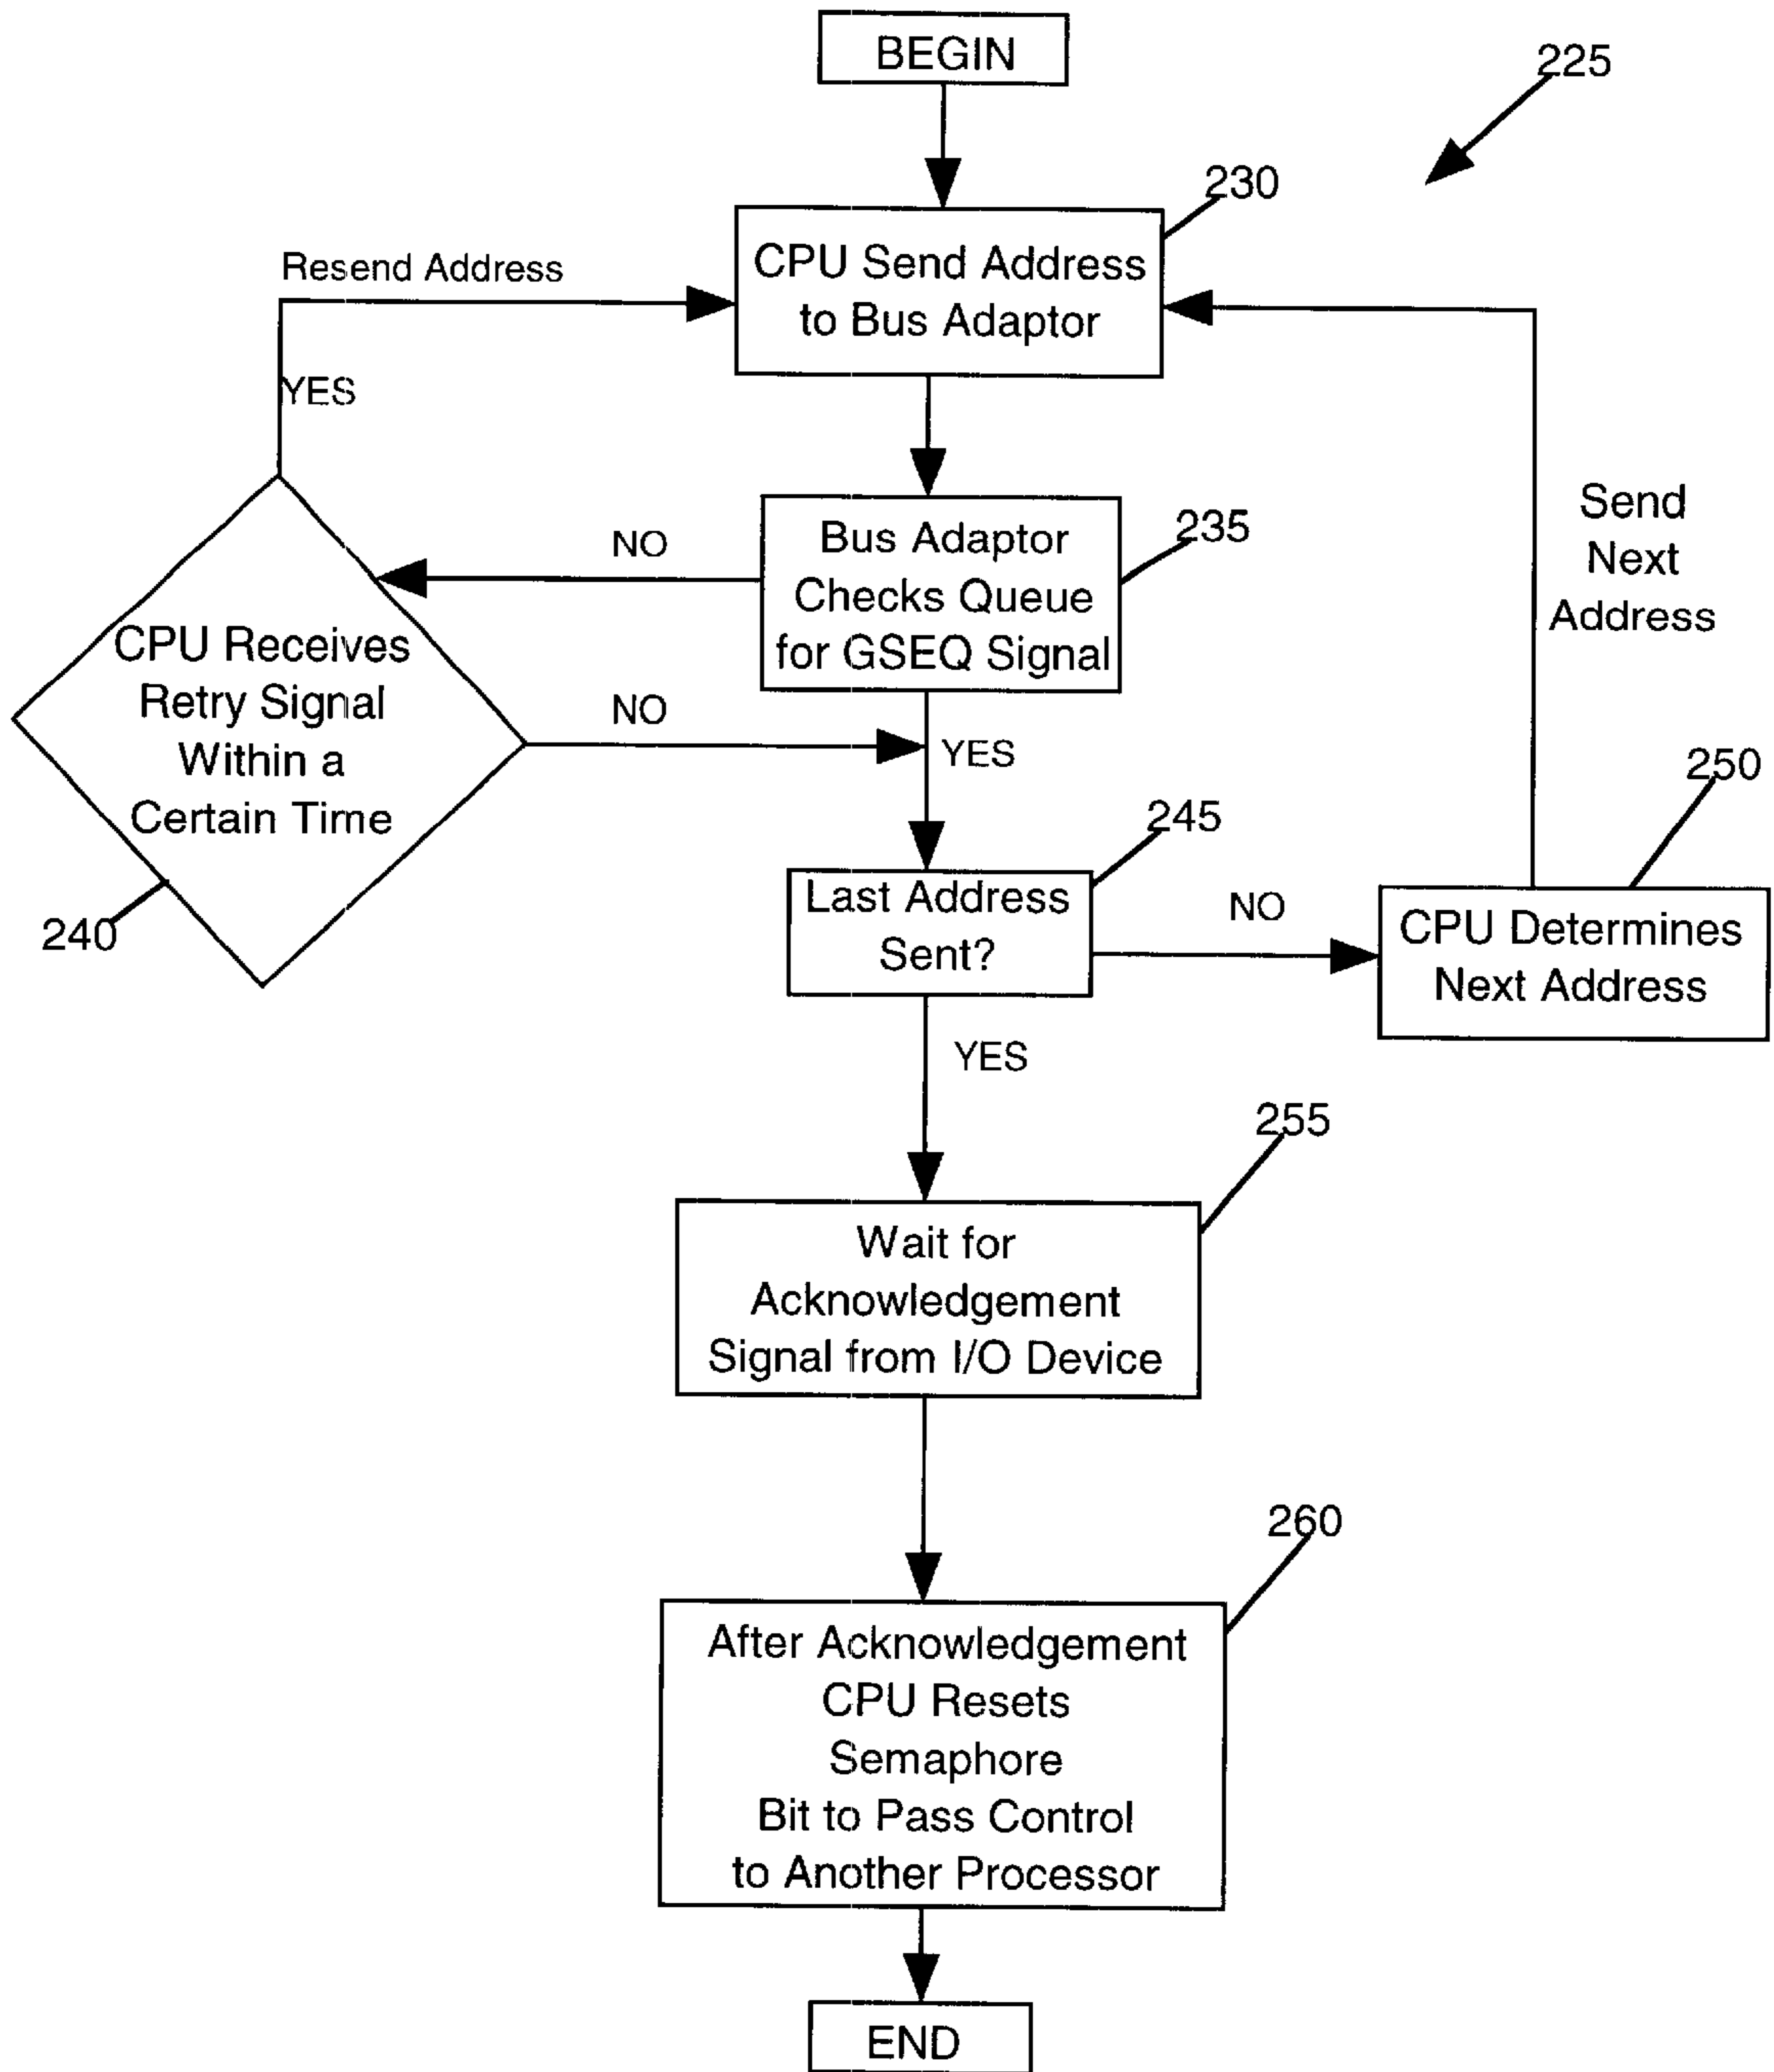 BEGIN
225
230
CPU Send Address
to Bus Adaptor
Resend Address
YES
Bus Adaptor
Checks Queue
for GSEQ Signal
235
NO
Send
Next
Address
CPU Receives
Retry Signal
Within a
Certain Time
240
NO
YES
245
Last Address
Sent?
NO
250
CPU Determines
Next Address
YES
255
Wait for
Acknowledgement
Signal from I/O Device
260
After Acknowledgement
CPU Resets
Semaphore
Bit to Pass Control
to Another Processor
END